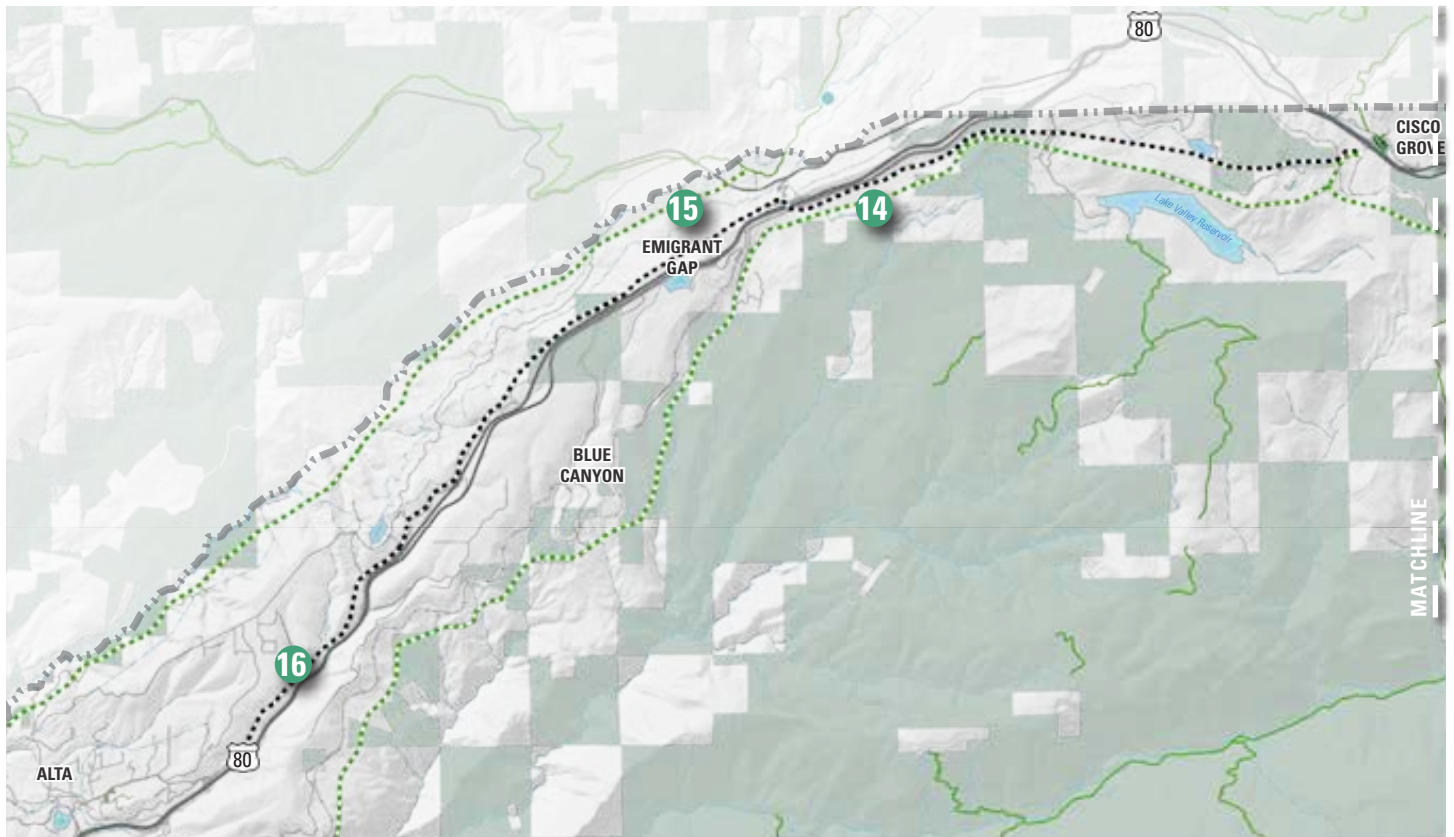 80
CISCO
GROVE
14
15
Lake Valley Reservoir
EMIGRANT
GAP
BLUE
CANYON
MATCHLINE
16
80
ALTA